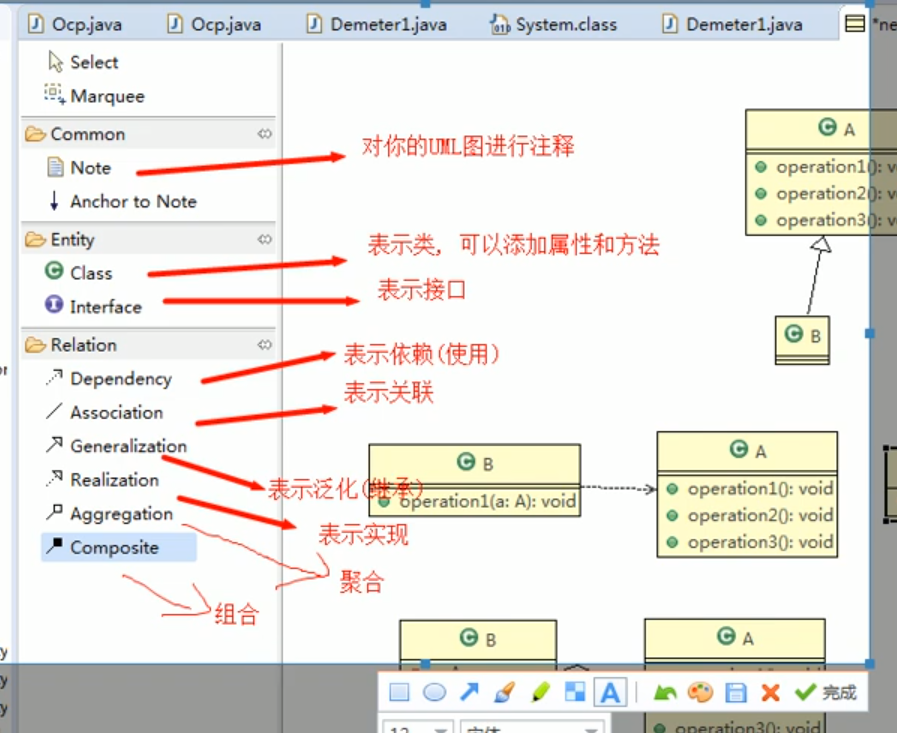 Ocp.java
Ocp.java
Demeter1.java
System.class
Demeter1.java
Select
Marquee
Common
Note
对你的UML图进行注释
Anchor to Note
Entity
Class
表示类, 可以添加属性和方法
Interface
表示接口
Relation
Dependency
表示依赖(使用)
Association
表示关联
Generalization
表示泛化(继承)
Realization
表示实现
Aggregation
聚合
Composite
组合
A
operation1():
operation2():
operation3():
B
B
operation1(a: A): void
A
operation1(): void
operation2(): void
operation3(): void
B
A
operation3(): void
A
完成
12
宋体